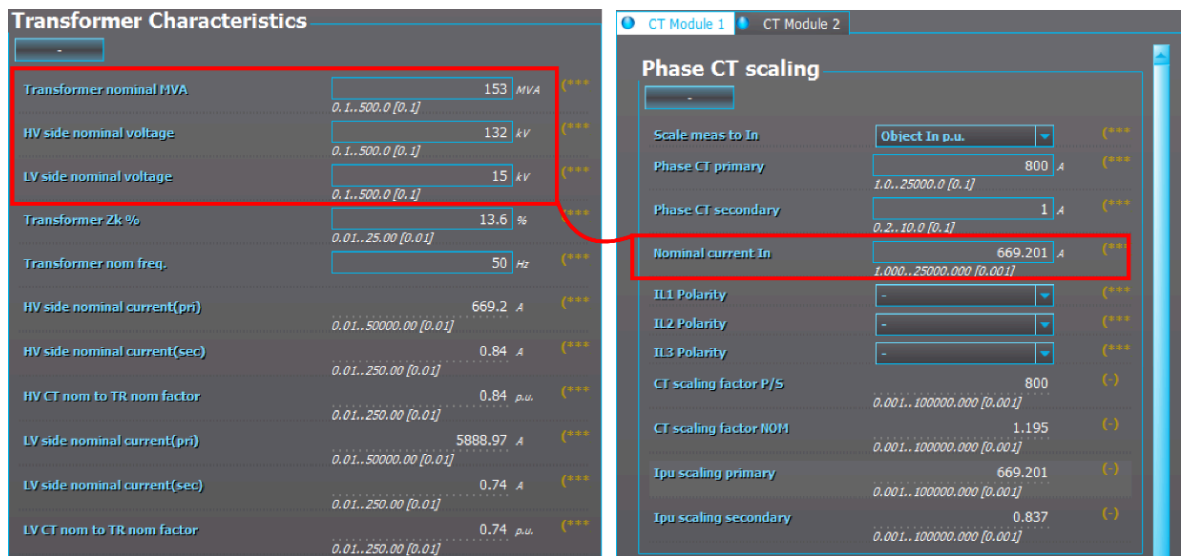 Transformer Characteristics
-
Transformer nominal MVA 153 MVA (***
0.1..500.0 [0.1]
HV side nominal voltage 132 kV (***
0.1..500.0 [0.1]
LV side nominal voltage 15 kV (***
0.1..500.0 [0.1]
Transformer Zk % 13.6 % (***
0.01..25.00 [0.01]
Transformer nom freq. 50 Hz (***
HV side nominal current(pri) 669.2 A (***
0.01..50000.00 [0.01]
HV side nominal current(sec) 0.84 A (***
0.01..250.00 [0.01]
HV CT nom to TR nom factor 0.84 p.u. (***
0.01..250.00 [0.01]
LV side nominal current(pri) 5888.97 A (***
0.01..50000.00 [0.01]
LV side nominal current(sec) 0.74 A (***
0.01..250.00 [0.01]
LV CT nom to TR nom factor 0.74 p.u. (***
0.01..250.00 [0.01]
CT Module 1 CT Module 2
Phase CT scaling
-
Scale meas to In Object In p.u. (***
Phase CT primary 800 A (***
1.0..25000.0 [0.1]
Phase CT secondary 1 A (***
0.2..10.0 [0.1]
Nominal current In 669.201 A (***
1.000..25000.000 [0.001]
IL1 Polarity - (***
IL2 Polarity - (***
IL3 Polarity - (***
CT scaling factor P/S 800 (-)
0.001..100000.000 [0.001]
CT scaling factor NOM 1.195 (-)
0.001..100000.000 [0.001]
Ipu scaling primary 669.201 (-)
0.001..100000.000 [0.001]
Ipu scaling secondary 0.837 (-)
0.001..100000.000 [0.001]